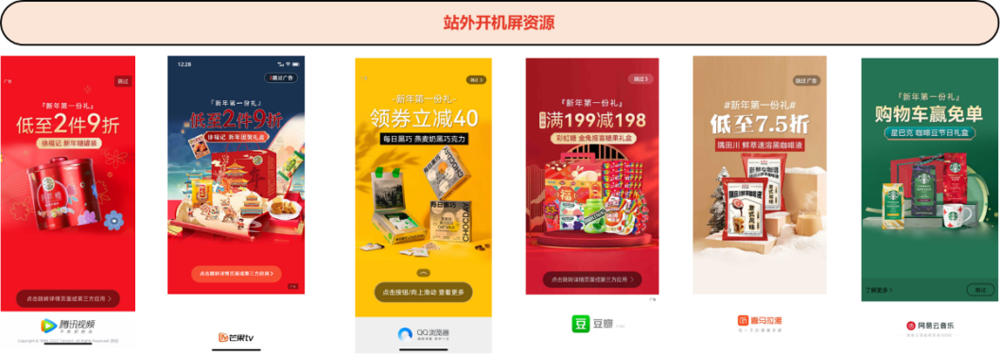 站外开机屏资源
广告
跳过
『新年第一份礼』
低至2件9折
徐福记 新年糖罐装
点击跳转详情页面或第三方应用 >
腾讯视频
12:28
跳过广告
『新年第一份礼』
低至2件9折
徐福记 新年团聚礼盒
点击跳转详情页面或第三方应用 >
广告
芒果tv
跳过
·新年第一份礼·
领券立减40
每日黑巧 燕麦奶黑巧克力
每日黑巧
CHOCDAY
点击按钮/向上滑动 查看更多
QQ浏览器
跳过
『新年第一份礼』
满199减198
彩虹糖 金兔报喜糖果礼盒
福
点击跳转详情页面或第三方应用 >
广告
豆
豆瓣
跳过广告
#新年第一份礼#
低至7.5折
隅田川 鲜萃速溶黑咖啡液
意式风味
喜马拉雅
『新年第一份礼』
购物车赢免单
星巴克 咖啡豆节日礼盒
了解更多 >
跳过
网易云音乐